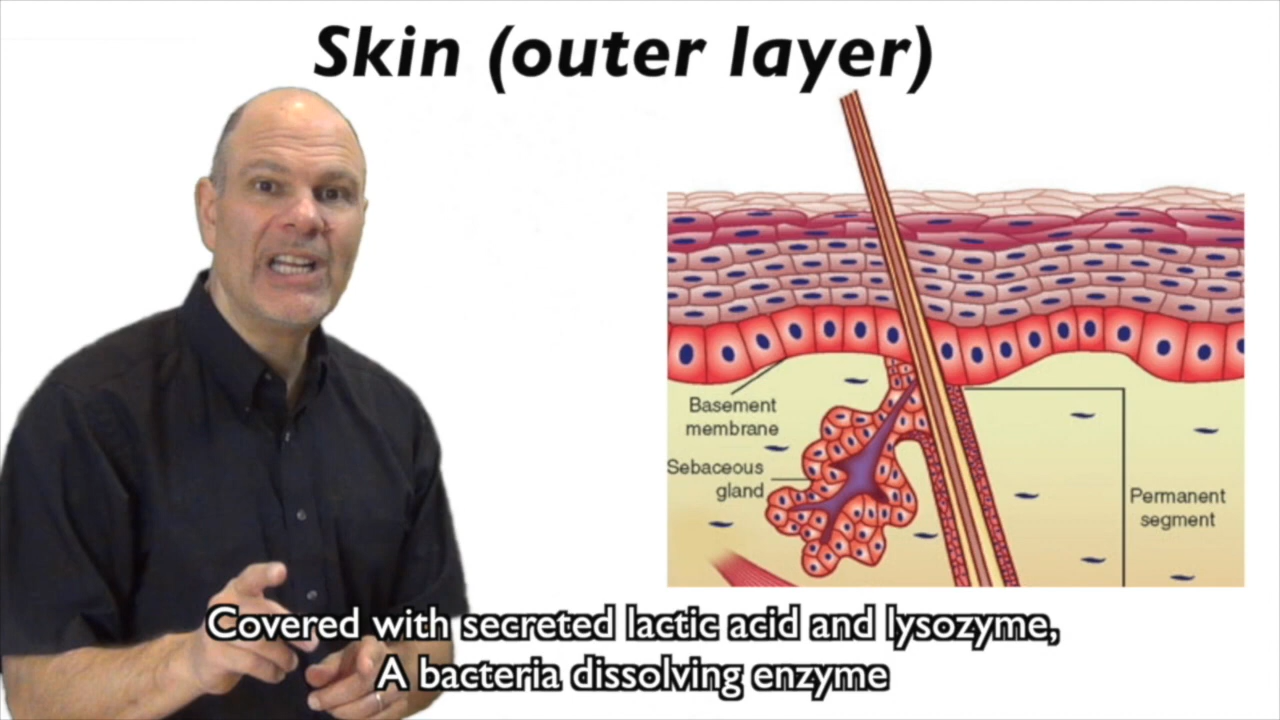 Skin (outer layer)
Basement
membrane
Sebaceous
gland
Permanent
segment
Covered with secreted lactic acid and lysozyme,
A bacteria dissolving enzyme